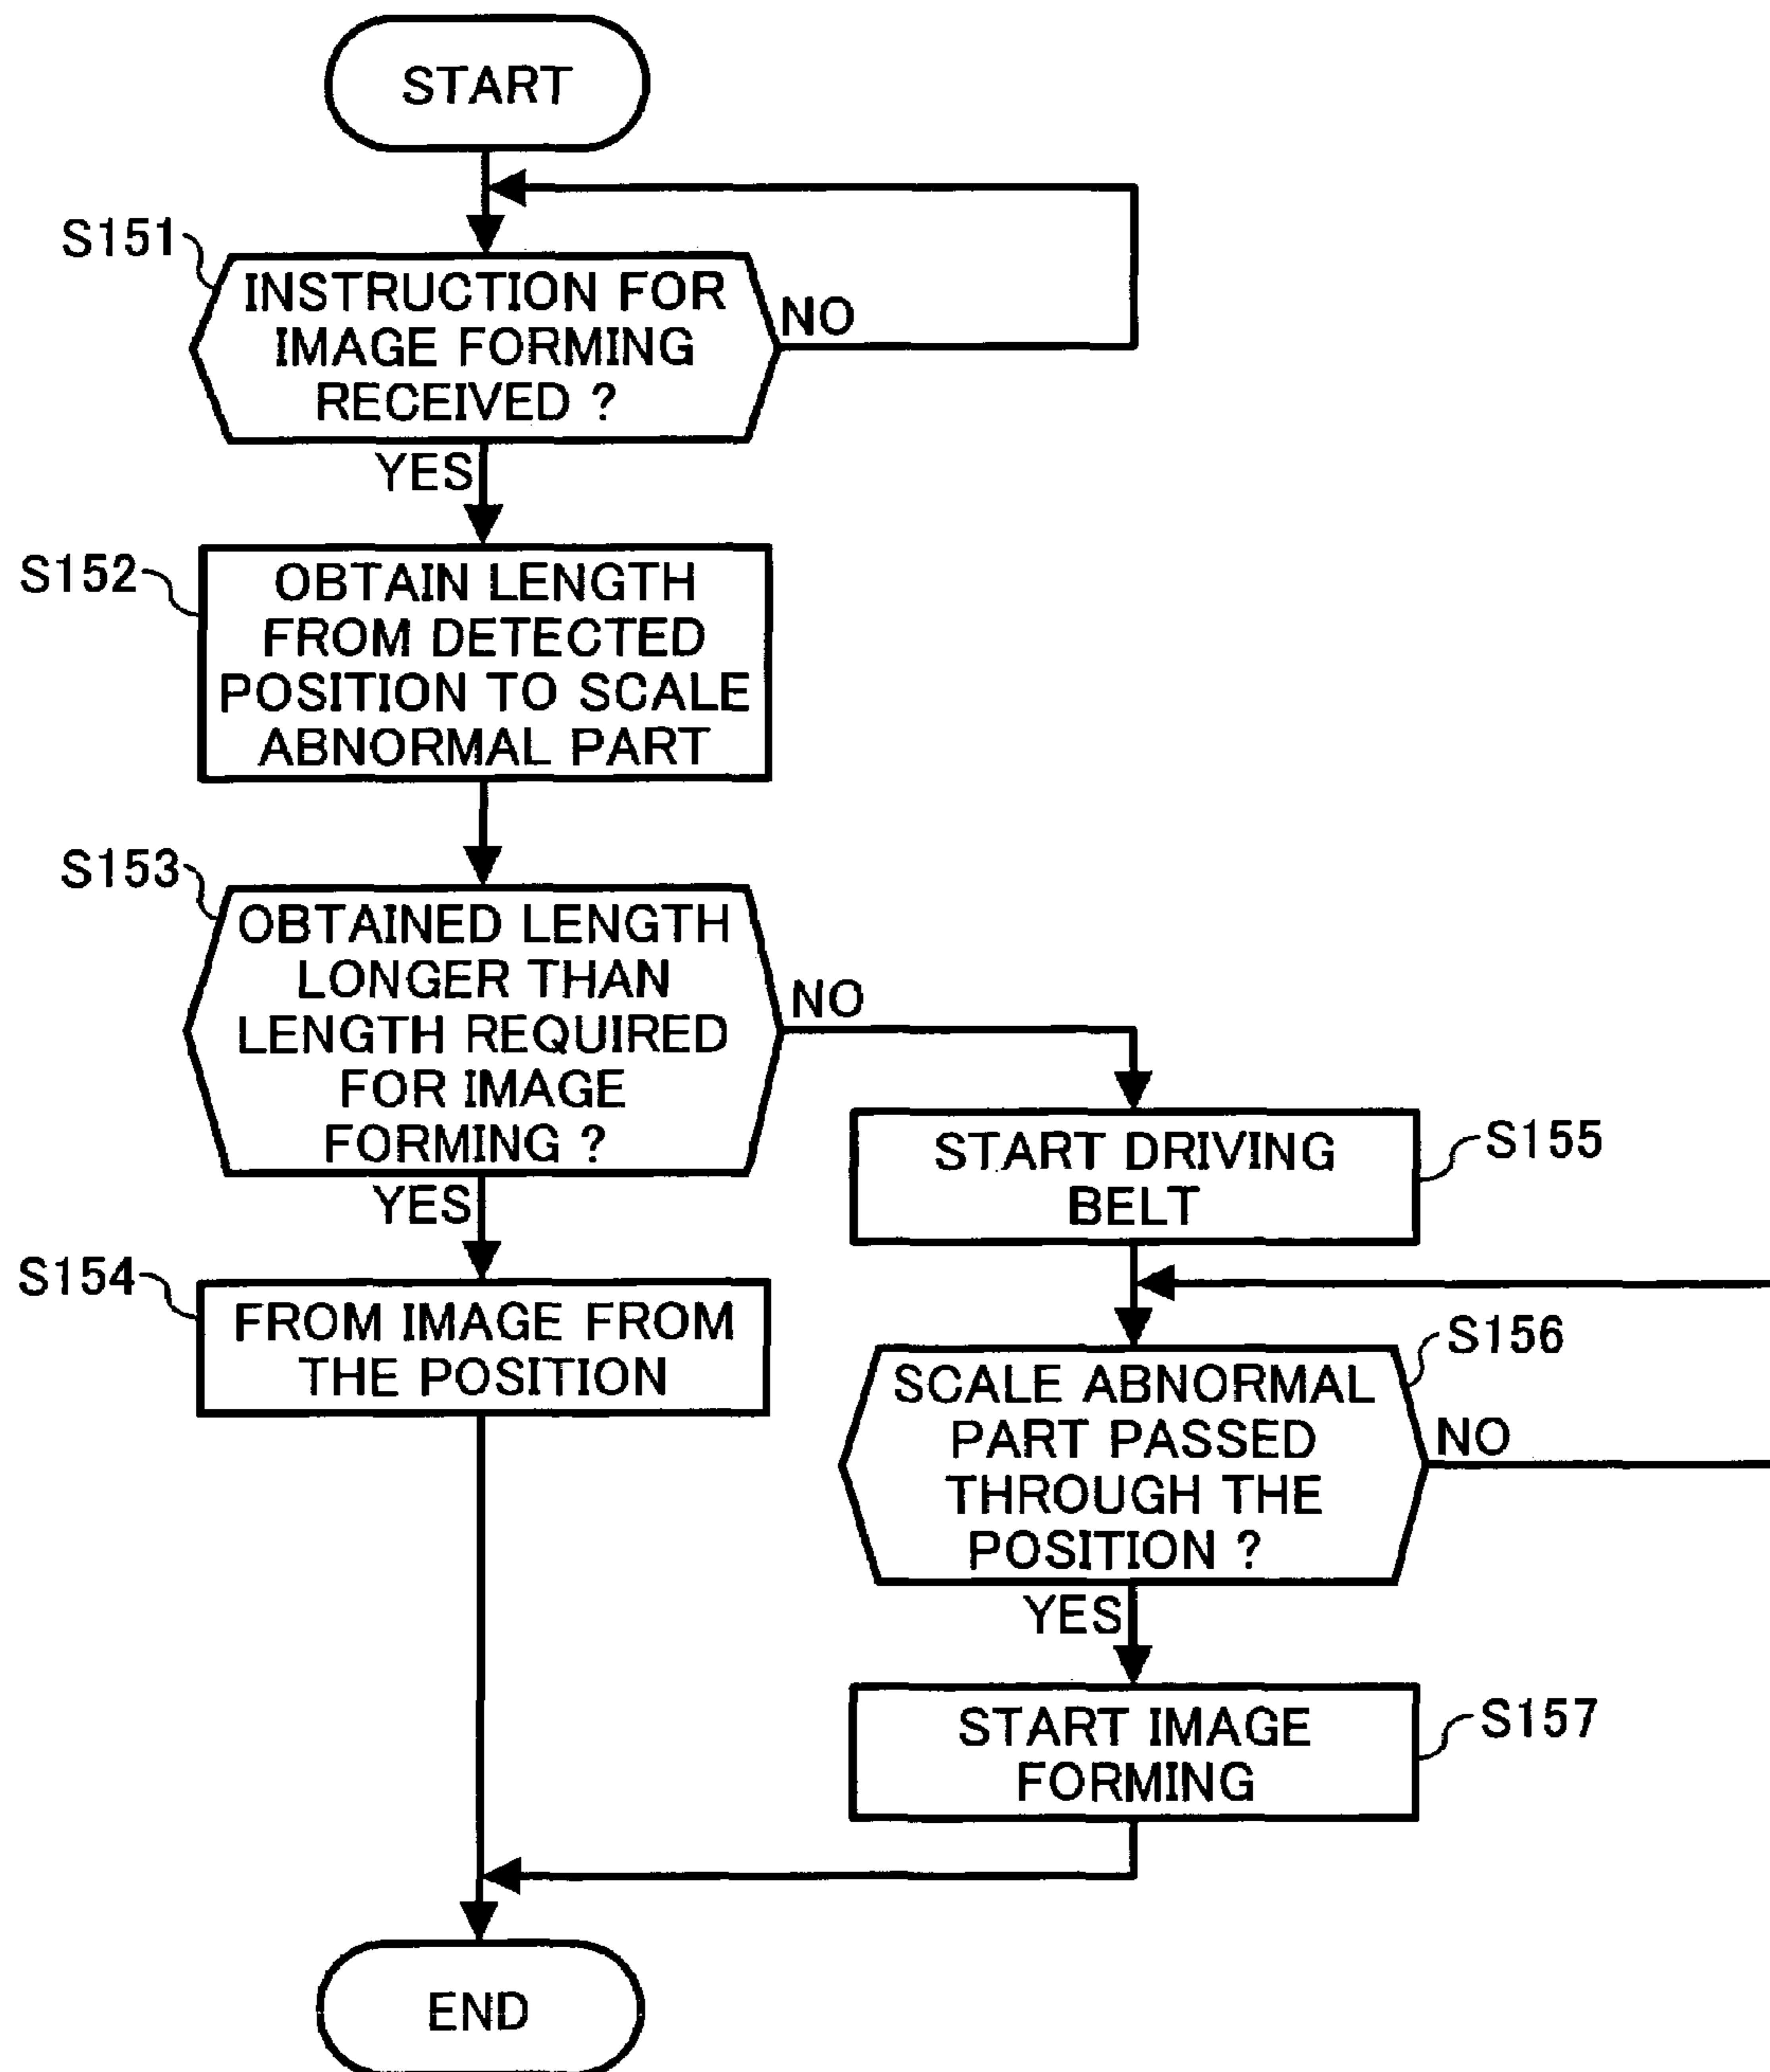 START
S151
INSTRUCTION FOR
IMAGE FORMING
RECEIVED ?
NO
YES
S152
OBTAIN LENGTH
FROM DETECTED
POSITION TO SCALE
ABNORMAL PART
S153
OBTAINED LENGTH
LONGER THAN
LENGTH REQUIRED
FOR IMAGE
FORMING ?
NO
YES
S154
FROM IMAGE FROM
THE POSITION
START DRIVING
BELT
S155
S156
SCALE ABNORMAL
PART PASSED
THROUGH THE
POSITION ?
NO
YES
START IMAGE
FORMING
S157
END